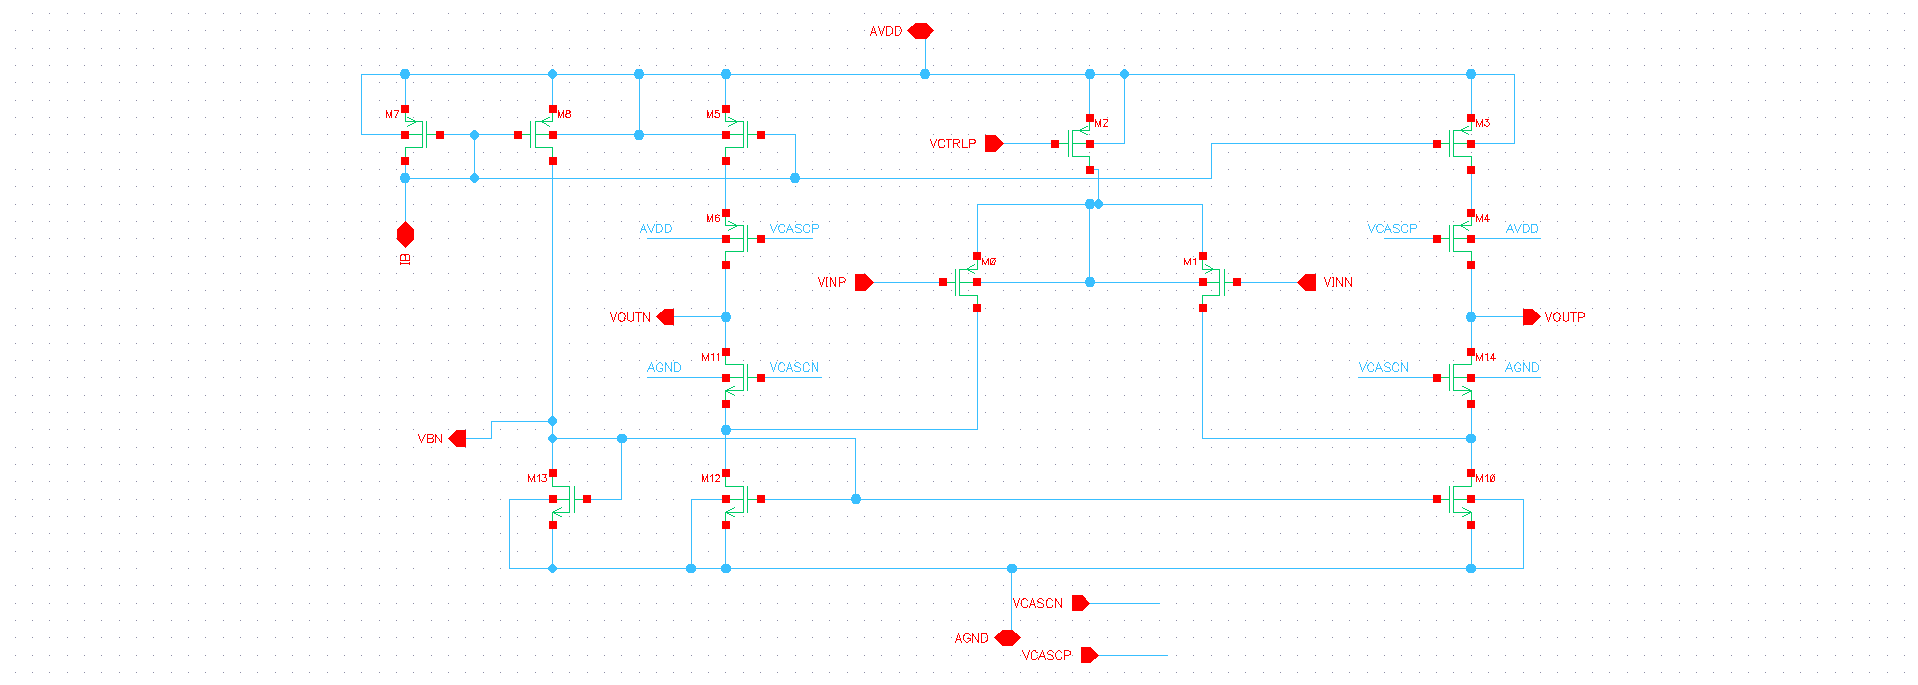 AVDD
M7
M8
M5
M2
M3
VCTRLP
M6
M4
AVDD
VCASCP
VCASCP
AVDD
IB
M0
M1
VINP
VINN
VOUTN
VOUTP
M11
M14
AGND
VCASCN
VCASCN
AGND
VBN
M13
M12
M10
VCASCN
AGND
VCASCP